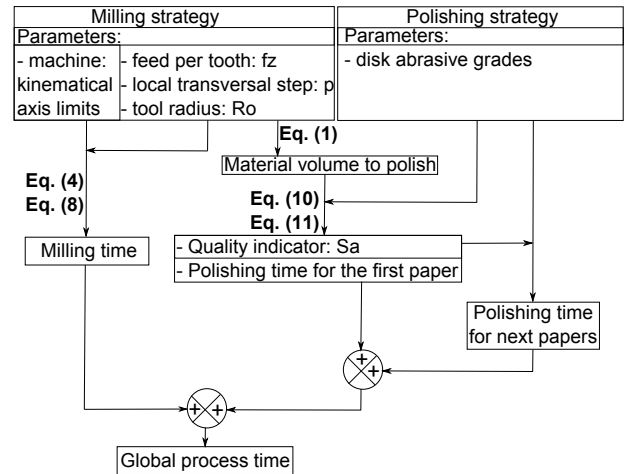 Milling strategy
Parameters:
- machine:
kinematical
axis limits
- feed per tooth: fz
- local transversal step: p
- tool radius: Ro
Polishing strategy
Parameters:
- disk abrasive grades
Eq. (1)
Material volume to polish
Eq. (4)
Eq. (8)
Eq. (10)
Eq. (11)
Milling time
- Quality indicator: Sa
- Polishing time for the first paper
Polishing time
for next papers
+
+
+
+
Global process time